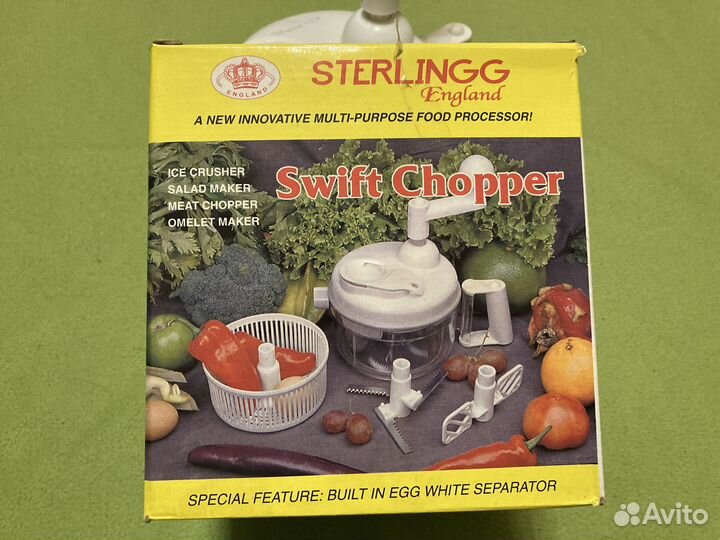 STERLINGG
England
ENGLAND
A NEW INNOVATIVE MULTI-PURPOSE FOOD PROCESSOR!
ICE CRUSHER
SALAD MAKER
MEAT CHOPPER
OMELET MAKER
Swift Chopper
SPECIAL FEATURE: BUILT IN EGG WHITE SEPARATOR
Avito